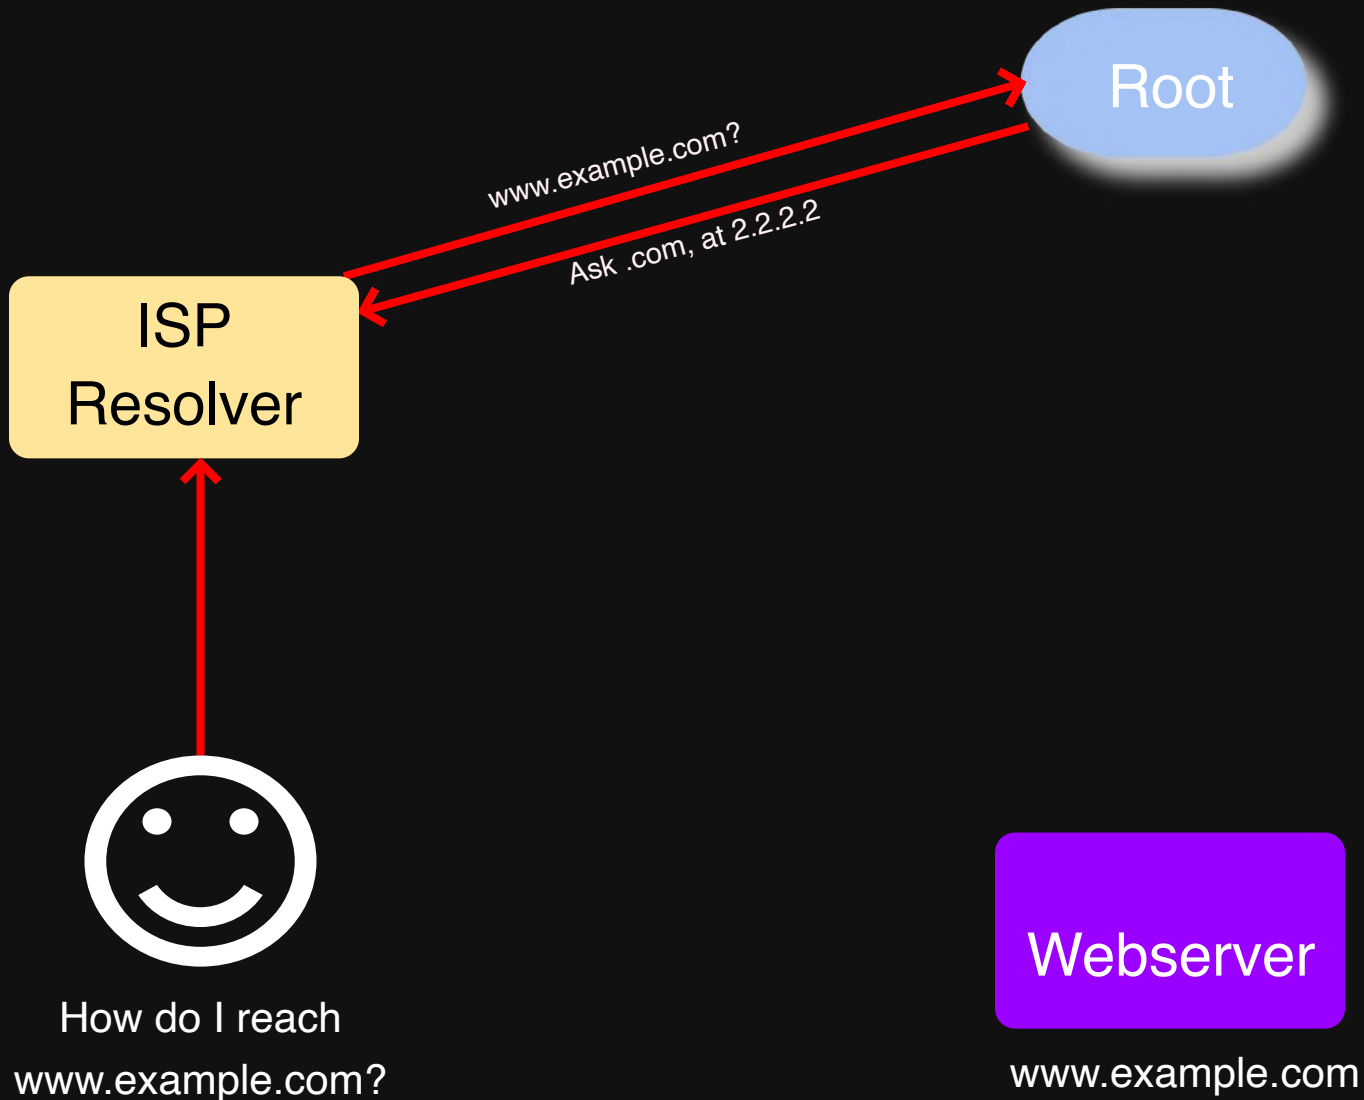 Root
www.example.com?
Ask .com, at 2.2.2.2
ISP
Resolver
Webserver
How do I reach
www.example.com?
www.example.com